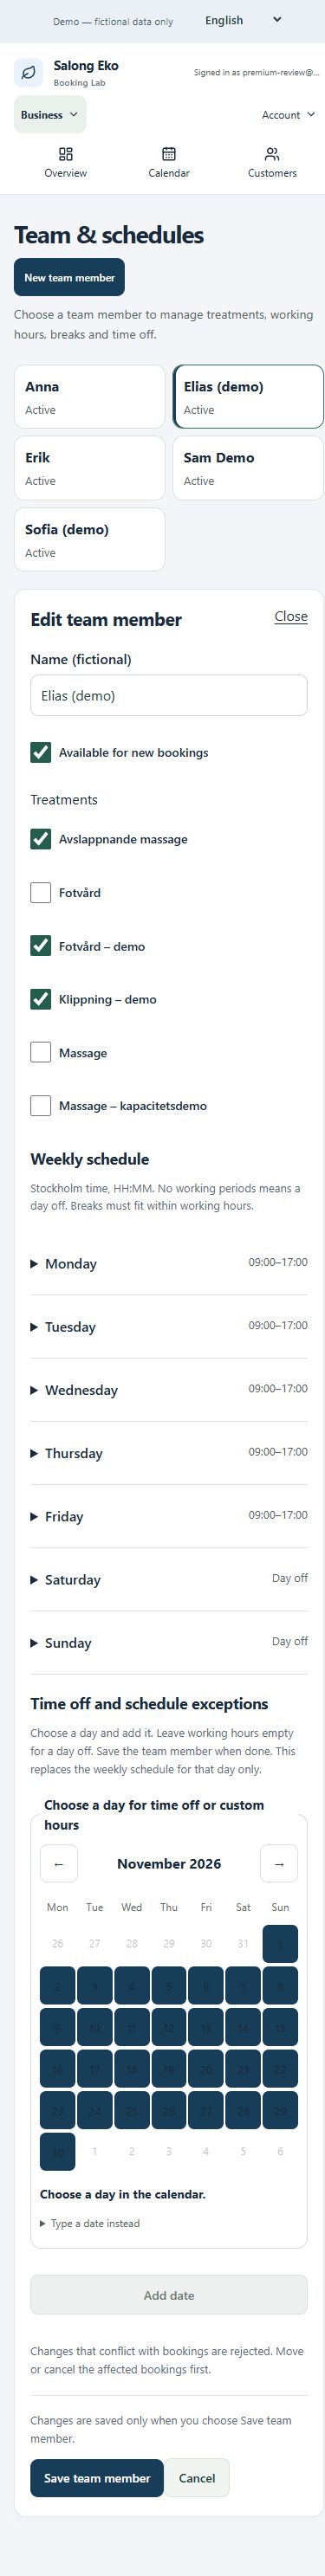 Demo — fictional data only
English
Salong Eko
Booking Lab
Signed in as premium-review@...
Business
Account
Overview
Calendar
Customers
Team & schedules
New team member
Choose a team member to manage treatments, working
hours, breaks and time off.
Anna
Active
Elias (demo)
Active
Erik
Active
Sam Demo
Active
Sofia (demo)
Active
Edit team member
Close
Name (fictional)
Elias (demo)
Available for new bookings
Treatments
Avslappnande massage
Fotvård
Fotvård – demo
Klippning – demo
Massage
Massage – kapacitetsdemo
Weekly schedule
Stockholm time, HH:MM. No working periods means a
day off. Breaks must fit within working hours.
Monday 09:00–17:00
Tuesday 09:00–17:00
Wednesday 09:00–17:00
Thursday 09:00–17:00
Friday 09:00–17:00
Saturday Day off
Sunday Day off
Time off and schedule exceptions
Choose a day and add it. Leave working hours empty
for a day off. Save the team member when done. This
replaces the weekly schedule for that day only.
Choose a day for time off or custom
hours
← November 2026 →
Mon Tue Wed Thu Fri Sat Sun
26 27 28 29 30 31 1
2 3 4 5 6 7 8
9 10 11 12 13 14 15
16 17 18 19 20 21 22
23 24 25 26 27 28 29
30 1 2 3 4 5 6
Choose a day in the calendar.
Type a date instead
Add date
Changes that conflict with bookings are rejected. Move
or cancel the affected bookings first.
Changes are saved only when you choose Save team
member.
Save team member
Cancel